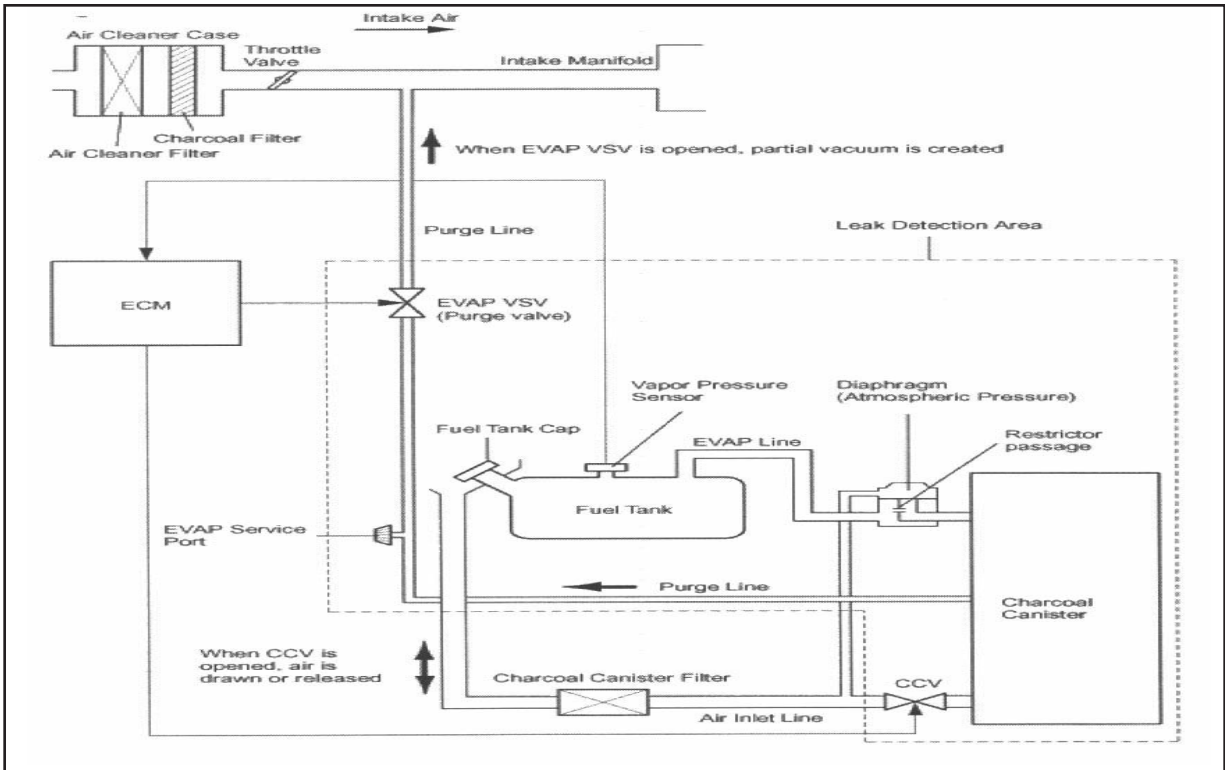 Intake Air
Air Cleaner Case
Throttle
Valve
Intake Manifold
Charcoal Filter
Air Cleaner Filter
When EVAP VSV is opened, partial vacuum is created
Purge Line
Leak Detection Area
ECM
EVAP VSV
(Purge valve)
Vapor Pressure
Sensor
Diaphragm
(Atmospheric Pressure)
Fuel Tank Cap
EVAP Line
Restrictor
passage
Fuel Tank
EVAP Service
Port
Purge Line
Charcoal
Canister
When CCV is
opened, air is
drawn or released
Charcoal Canister Filter
CCV
Air Inlet Line